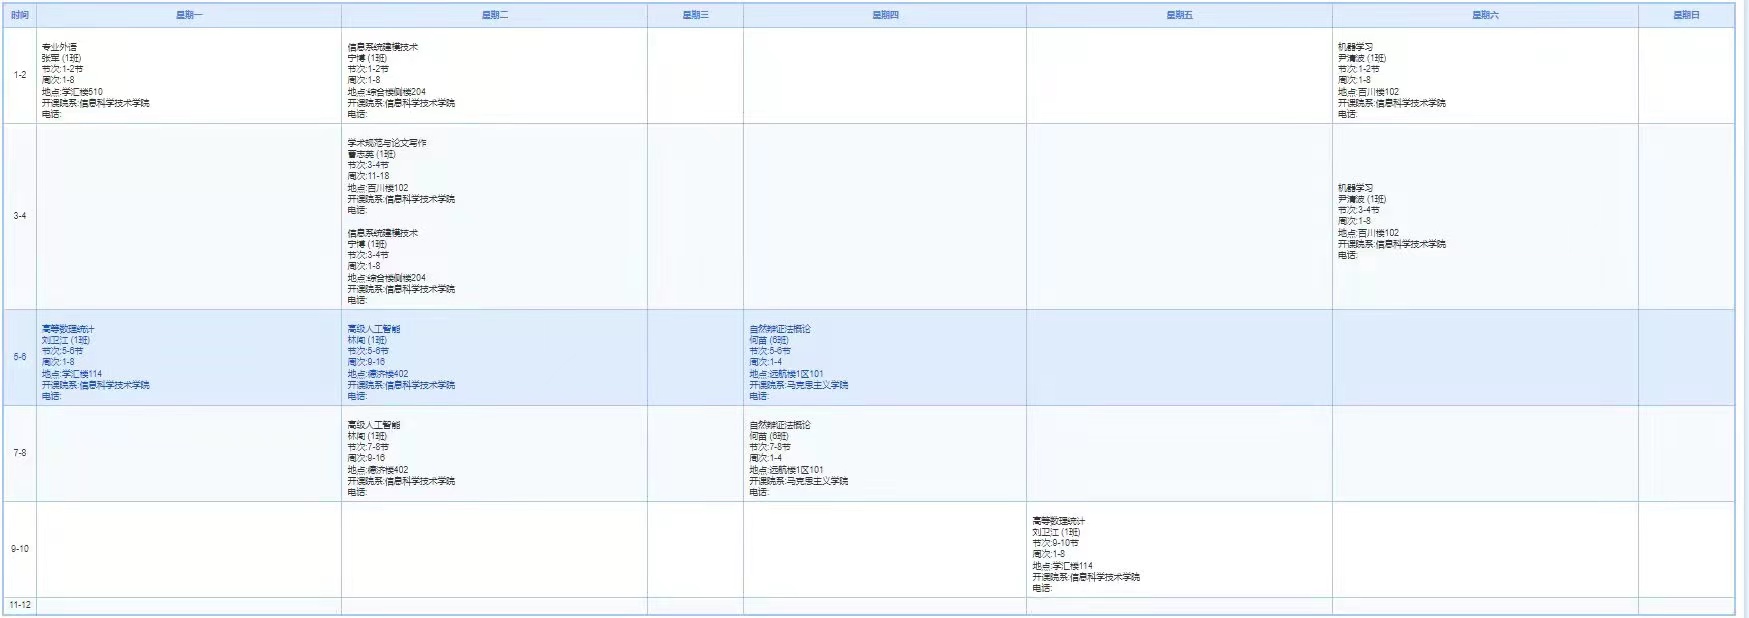 时间 星期一 星期二 星期三 星期四 星期五 星期六 星期日
1-2
专业外语
张军 (1班)
节次:1-2节
周次:1-8
地点:学汇楼510
开课院系:信息科学技术学院
电话:
信息系统建模技术
宁博 (1班)
节次:1-2节
周次:1-8
地点:综合楼侧楼204
开课院系:信息科学技术学院
电话:
机器学习
尹清波 (1班)
节次:1-2节
周次:1-8
地点:百川楼102
开课院系:信息科学技术学院
电话:
3-4
学术规范与论文写作
曹志英 (1班)
节次:3-4节
周次:11-18
地点:百川楼102
开课院系:信息科学技术学院
电话:
信息系统建模技术
宁博 (1班)
节次:3-4节
周次:1-8
地点:综合楼侧楼204
开课院系:信息科学技术学院
电话:
机器学习
尹清波 (1班)
节次:3-4节
周次:1-8
地点:百川楼102
开课院系:信息科学技术学院
电话:
5-6
高等数理统计
刘卫江 (1班)
节次:5-6节
周次:1-8
地点:学汇楼114
开课院系:信息科学技术学院
电话:
高级人工智能
林闯 (1班)
节次:5-6节
周次:9-16
地点:德济楼402
开课院系:信息科学技术学院
电话:
自然辩证法概论
何苗 (6班)
节次:5-6节
周次:1-4
地点:远航楼1区101
开课院系:马克思主义学院
电话:
7-8
高级人工智能
林闯 (1班)
节次:7-8节
周次:9-16
地点:德济楼402
开课院系:信息科学技术学院
电话:
自然辩证法概论
何苗 (6班)
节次:7-8节
周次:1-4
地点:远航楼1区101
开课院系:马克思主义学院
电话:
9-10
高等数理统计
刘卫江 (1班)
节次:9-10节
周次:1-8
地点:学汇楼114
开课院系:信息科学技术学院
电话:
11-12